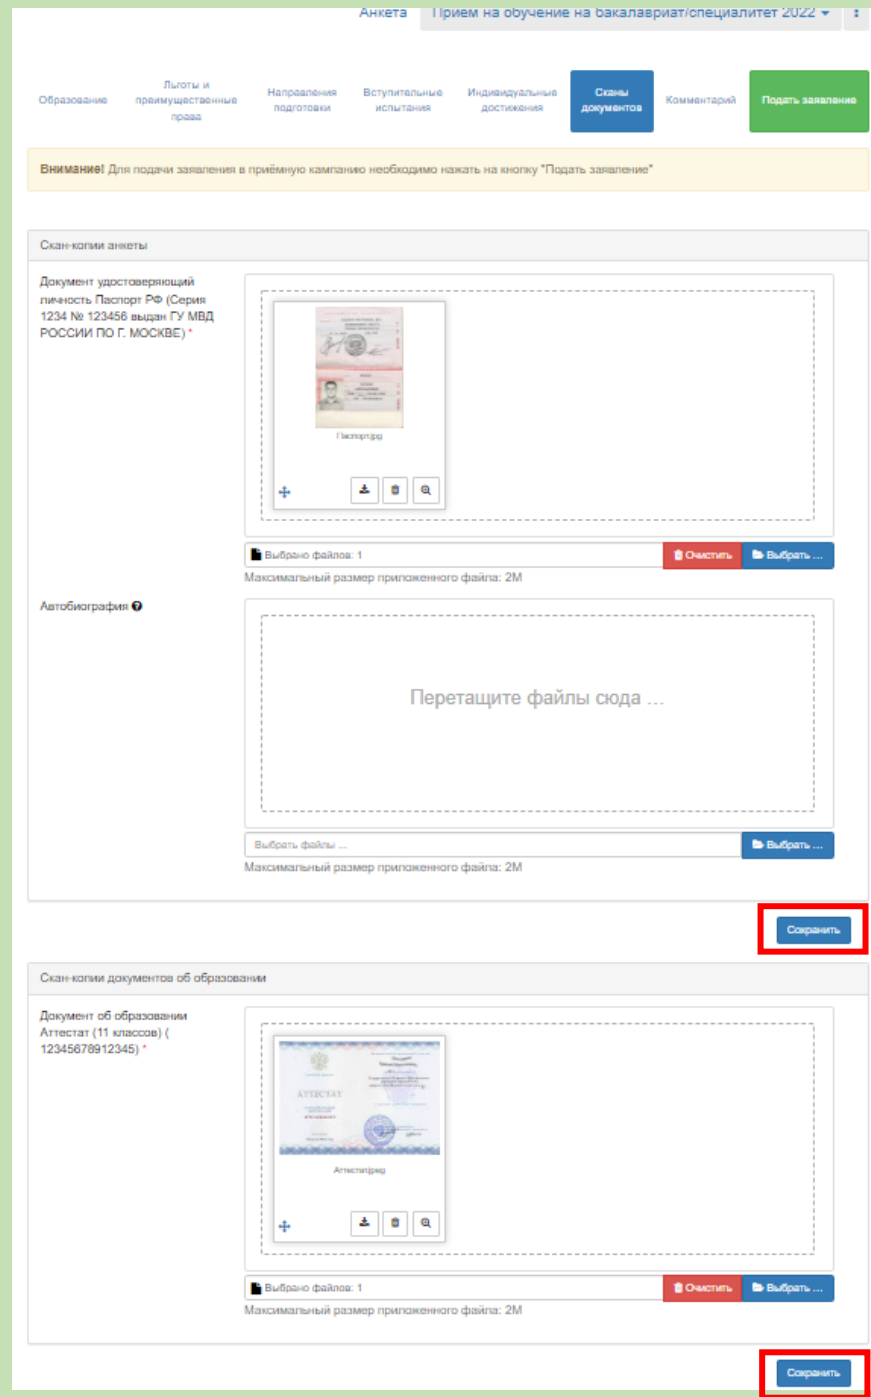 Анкета Прием на обучение на бакалавриат/специалитет 2022
Образование
Льготы и
преимущественные
права
Направления
подготовки
Вступительные
испытания
Индивидуальные
достижения
Сканы
документов
Комментарий
Подать заявление
Внимание! Для подачи заявления в приёмную кампанию необходимо нажать на кнопку "Подать заявление"
Скан-копии анкеты
Документ удостоверяющий
личность Паспорт РФ (Серия
1234 № 123456 выдан ГУ МВД
РОССИИ ПО Г. МОСКВЕ) *
Паспорт.jpg
Выбрано файлов: 1
Очистить
Выбрать ...
Максимальный размер приложенного файла: 2M
Автобиография
Перетащите файлы сюда ...
Выбрать файлы ...
Выбрать ...
Максимальный размер приложенного файла: 2M
Сохранить
Скан-копии документов об образовании
Документ об образовании
Аттестат (11 классов) (
12345678912345) *
АТТЕСТАТ
Аттестат.jpeg
Выбрано файлов: 1
Очистить
Выбрать ...
Максимальный размер приложенного файла: 2M
Сохранить